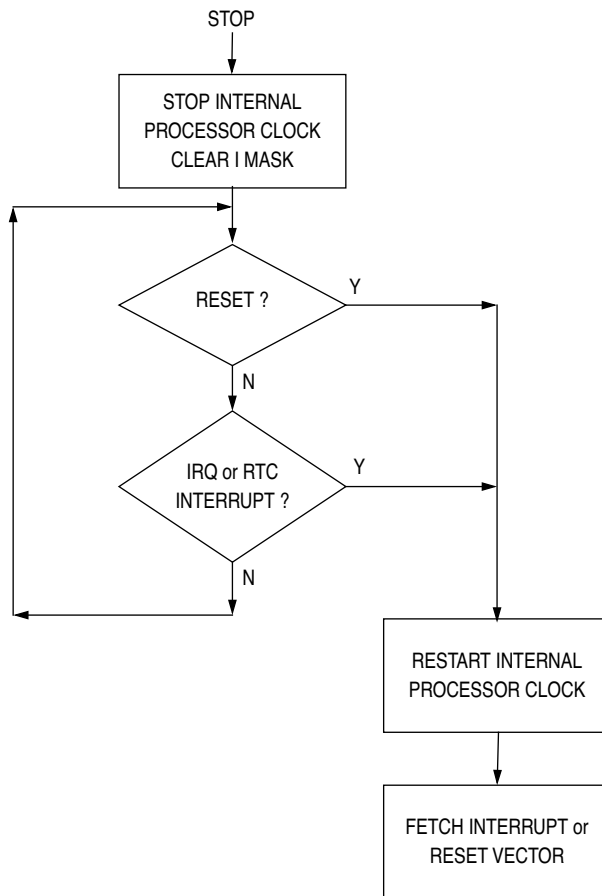 STOP
STOP INTERNAL
PROCESSOR CLOCK
CLEAR I MASK
RESET ?
Y
N
IRQ or RTC
INTERRUPT ?
Y
N
RESTART INTERNAL
PROCESSOR CLOCK
FETCH INTERRUPT or
RESET VECTOR